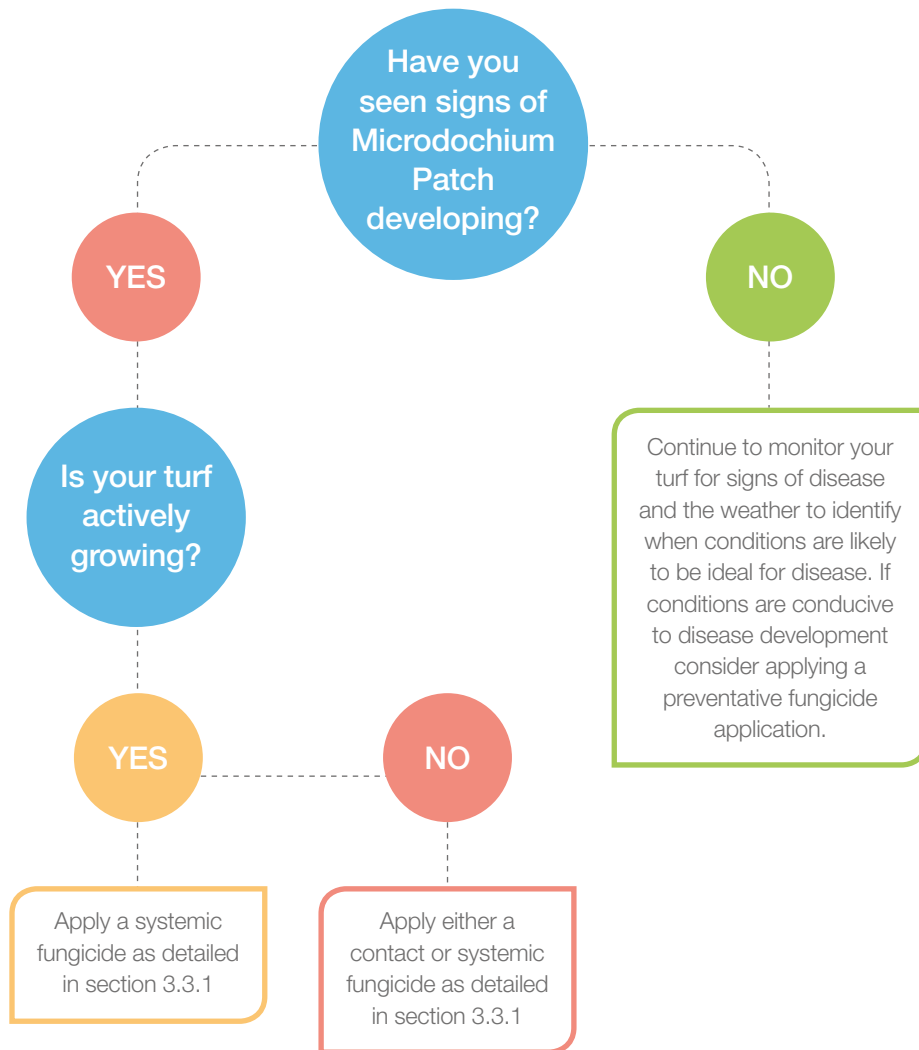 Have you
seen signs of
Microdochium
Patch
developing?
YES
NO
Is your turf
actively
growing?
Continue to monitor your
turf for signs of disease
and the weather to identify
when conditions are likely
to be ideal for disease. If
conditions are conducive
to disease development
consider applying a
preventative fungicide
application.
YES
NO
Apply a systemic
fungicide as detailed
in section 3.3.1
Apply either a
contact or systemic
fungicide as detailed
in section 3.3.1